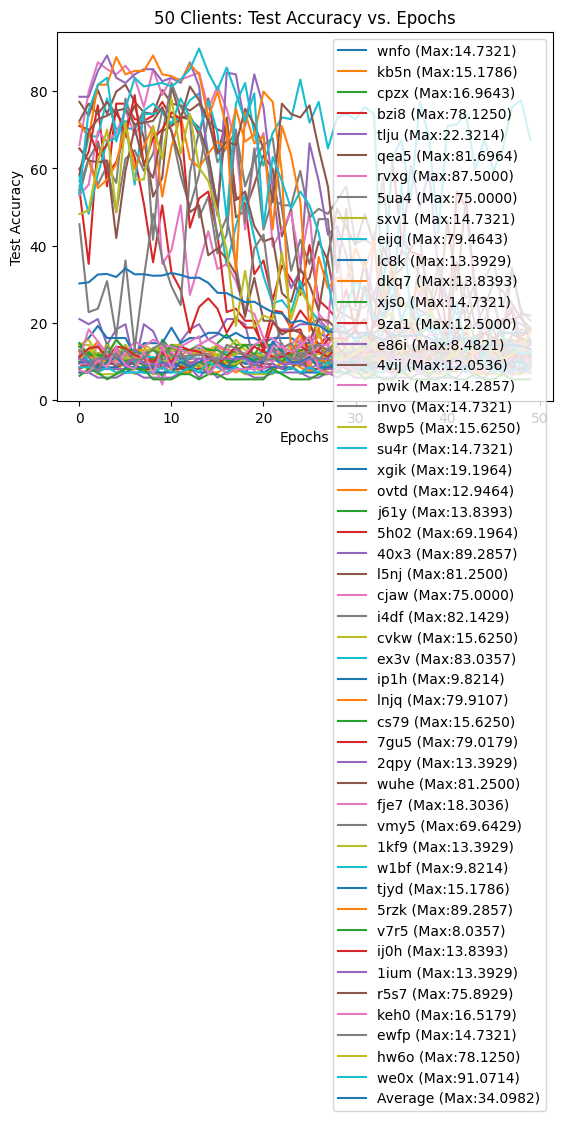 50 Clients: Test Accuracy vs. Epochs
Test Accuracy
80
60
40
20
0
0
10
20
30
40
50
Epochs
wnfo (Max:14.7321)
kb5n (Max:15.1786)
cpzx (Max:16.9643)
bzi8 (Max:78.1250)
tlju (Max:22.3214)
qea5 (Max:81.6964)
rvxg (Max:87.5000)
5ua4 (Max:75.0000)
sxv1 (Max:14.7321)
eijq (Max:79.4643)
lc8k (Max:13.3929)
dkq7 (Max:13.8393)
xjs0 (Max:14.7321)
9za1 (Max:12.5000)
e86i (Max:8.4821)
4vij (Max:12.0536)
pwik (Max:14.2857)
invo (Max:14.7321)
8wp5 (Max:15.6250)
su4r (Max:14.7321)
xgik (Max:19.1964)
ovtd (Max:12.9464)
j61y (Max:13.8393)
5h02 (Max:69.1964)
40x3 (Max:89.2857)
l5nj (Max:81.2500)
cjaw (Max:75.0000)
i4df (Max:82.1429)
cvkw (Max:15.6250)
ex3v (Max:83.0357)
ip1h (Max:9.8214)
lnjq (Max:79.9107)
cs79 (Max:15.6250)
7gu5 (Max:79.0179)
2qpy (Max:13.3929)
wuhe (Max:81.2500)
fje7 (Max:18.3036)
vmy5 (Max:69.6429)
1kf9 (Max:13.3929)
w1bf (Max:9.8214)
tjyd (Max:15.1786)
5rzk (Max:89.2857)
v7r5 (Max:8.0357)
ij0h (Max:13.8393)
1ium (Max:13.3929)
r5s7 (Max:75.8929)
keh0 (Max:16.5179)
ewfp (Max:14.7321)
hw6o (Max:78.1250)
we0x (Max:91.0714)
Average (Max:34.0982)